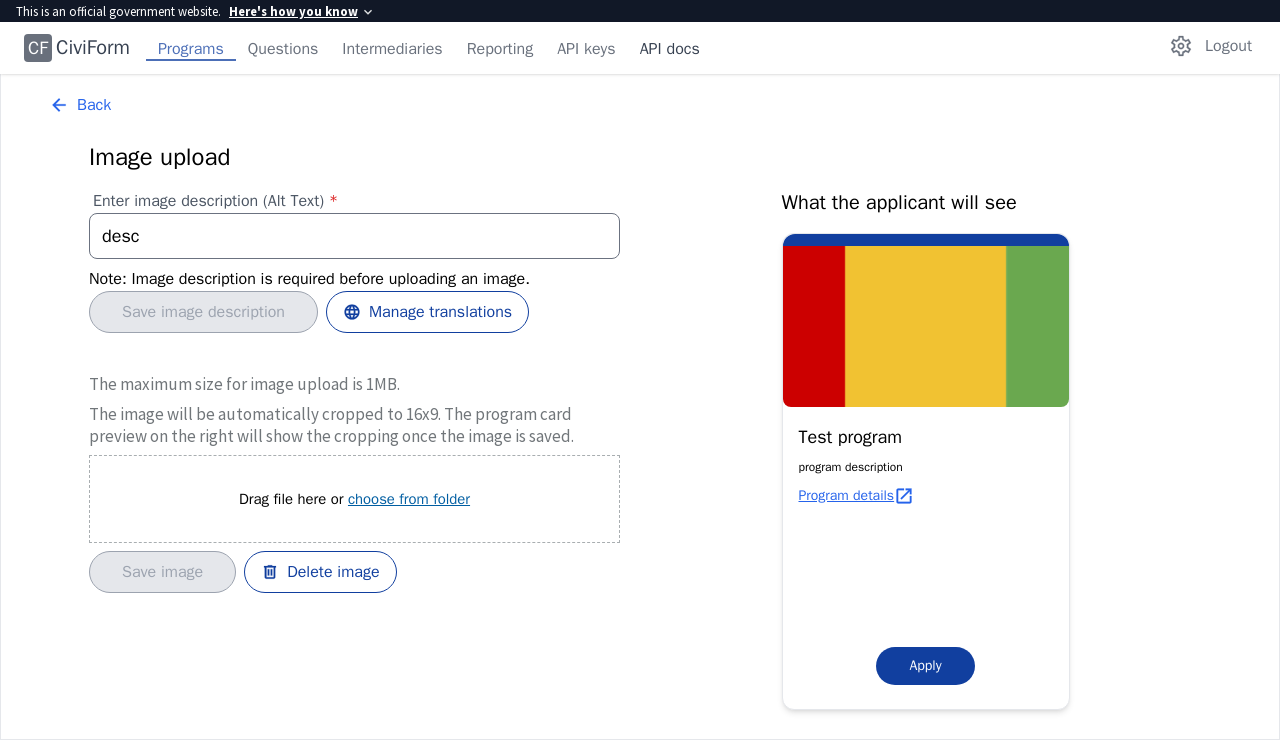 This is an official government website. Here's how you know
CF CiviForm Programs Questions Intermediaries Reporting API keys API docs Logout
Back
Image upload
Enter image description (Alt Text) *
desc
Note: Image description is required before uploading an image.
Save image description Manage translations
The maximum size for image upload is 1MB.
The image will be automatically cropped to 16x9. The program card
preview on the right will show the cropping once the image is saved.
Drag file here or choose from folder
Save image Delete image
What the applicant will see
Test program
program description
Program details
Apply